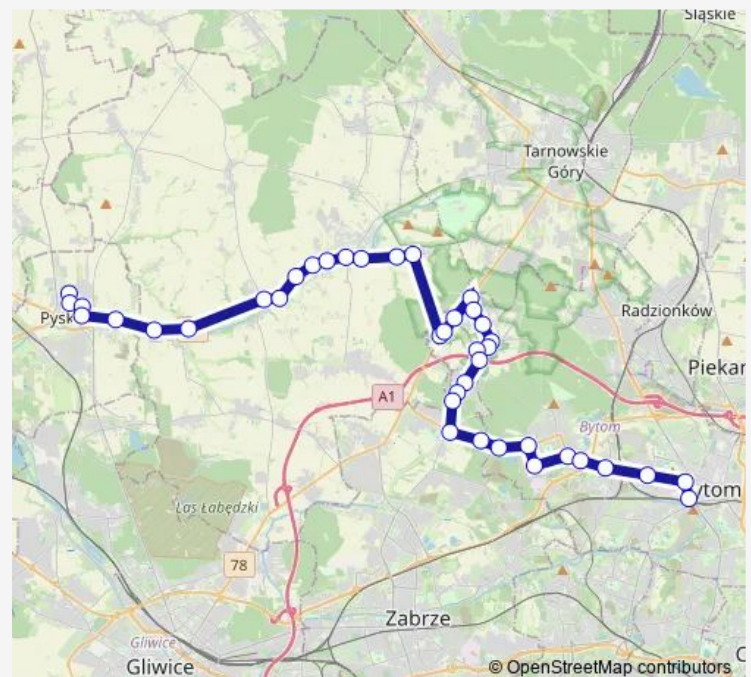 Śląskie
Tarnowskie
Góry
Radzionków
Pysk
Piekar
A1
Bytom
ytom
Las Łabędzki
78
Zabrze
Gliwice
Gliwice
© OpenStreetMap contributors